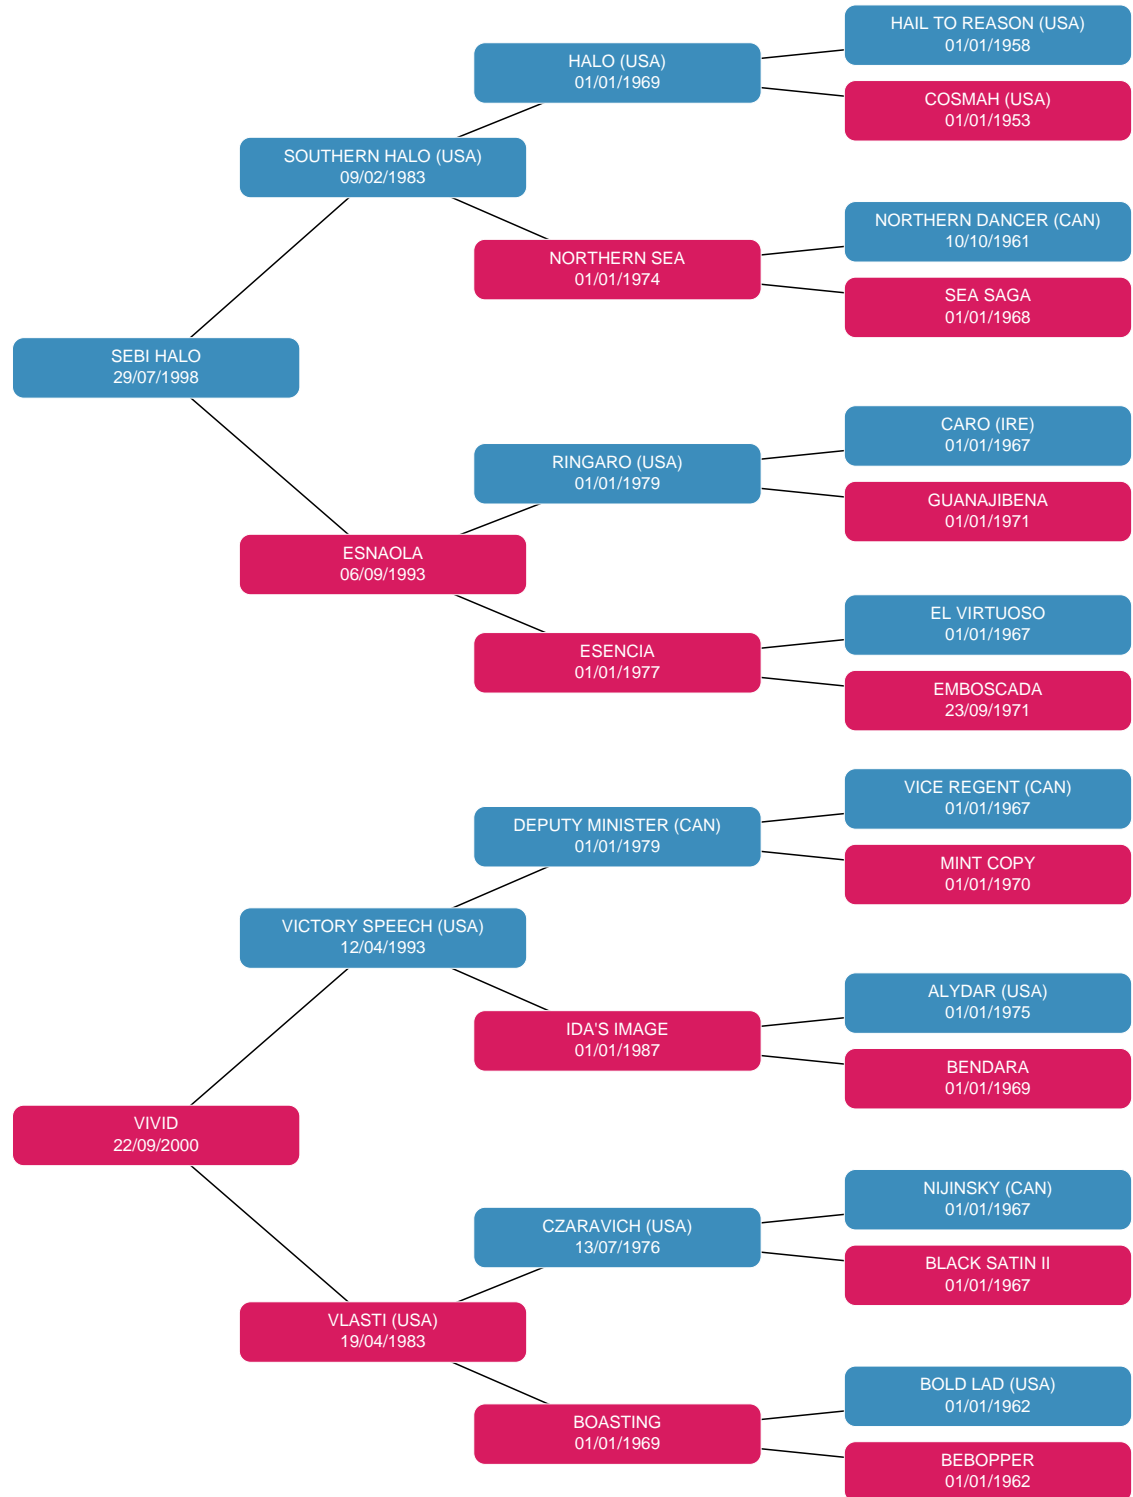 HAIL TO REASON (USA)
01/01/1958
HALO (USA)
01/01/1969
COSMAH (USA)
01/01/1953
SOUTHERN HALO (USA)
09/02/1983
NORTHERN DANCER (CAN)
10/10/1961
NORTHERN SEA
01/01/1974
SEA SAGA
01/01/1968
SEBI HALO
29/07/1998
CARO (IRE)
01/01/1967
RINGARO (USA)
01/01/1979
GUANAJIBENA
01/01/1971
ESNAOLA
06/09/1993
EL VIRTUOSO
01/01/1967
ESENCIA
01/01/1977
EMBOSCADA
23/09/1971
VICE REGENT (CAN)
01/01/1967
DEPUTY MINISTER (CAN)
01/01/1979
MINT COPY
01/01/1970
VICTORY SPEECH (USA)
12/04/1993
ALYDAR (USA)
01/01/1975
IDA'S IMAGE
01/01/1987
BENDARA
01/01/1969
VIVID
22/09/2000
NIJINSKY (CAN)
01/01/1967
CZARAVICH (USA)
13/07/1976
BLACK SATIN II
01/01/1967
VLASTI (USA)
19/04/1983
BOLD LAD (USA)
01/01/1962
BOASTING
01/01/1969
BEBOPPER
01/01/1962